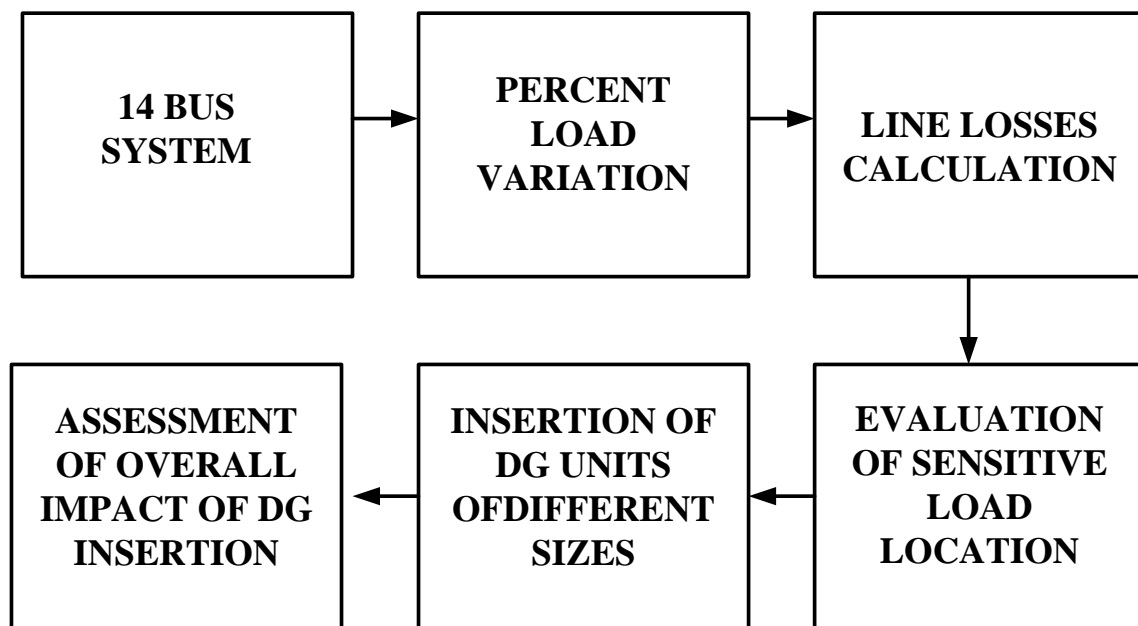 14 BUS
SYSTEM
PERCENT
LOAD
VARIATION
LINE LOSSES
CALCULATION
EVALUATION
OF SENSITIVE
LOAD
LOCATION
INSERTION OF
DG UNITS
OFDIFFERENT
SIZES
ASSESSMENT
OF OVERALL
IMPACT OF DG
INSERTION